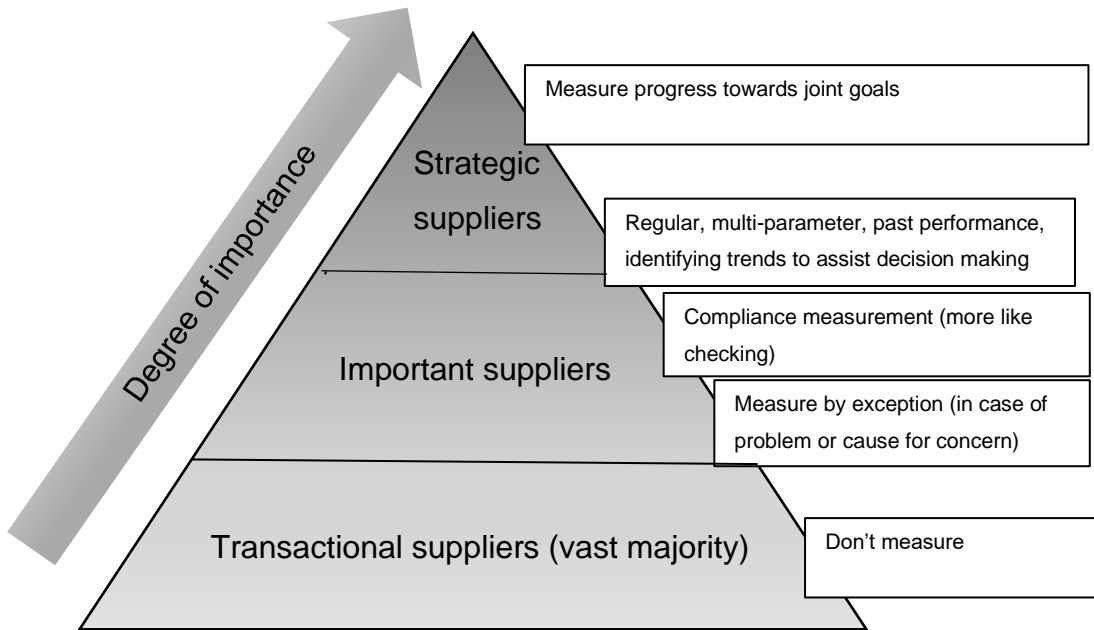 Degree of importance
Measure progress towards joint goals
Strategic
suppliers
Regular, multi-parameter, past performance,
identifying trends to assist decision making
Compliance measurement (more like
checking)
Important suppliers
Measure by exception (in case of
problem or cause for concern)
Transactional suppliers (vast majority)
Don’t measure